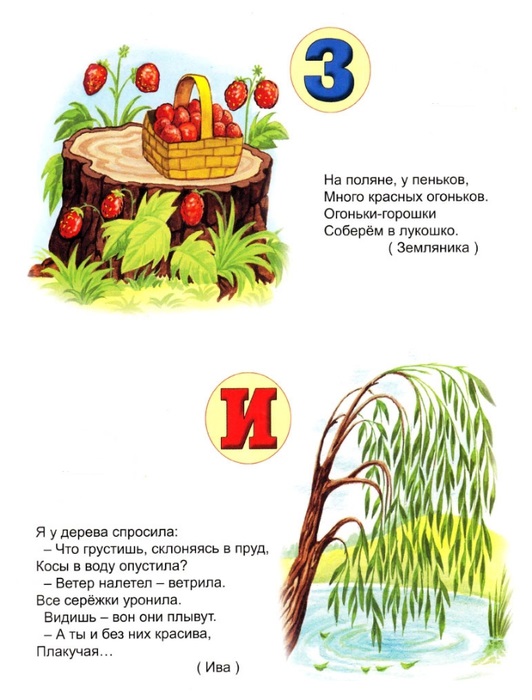 З
На поляне, у пеньков,
Много красных огоньков.
Огоньки-горошки
Соберём в лукошко.
( Земляника )
И
Я у дерева спросила:
– Что грустишь, склоняясь в пруд,
Косы в воду опустила?
– Ветер налетел – ветрила.
Все серёжки уронила.
Видишь – вон они плывут.
– А ты и без них красива,
Плакучая...
( Ива )